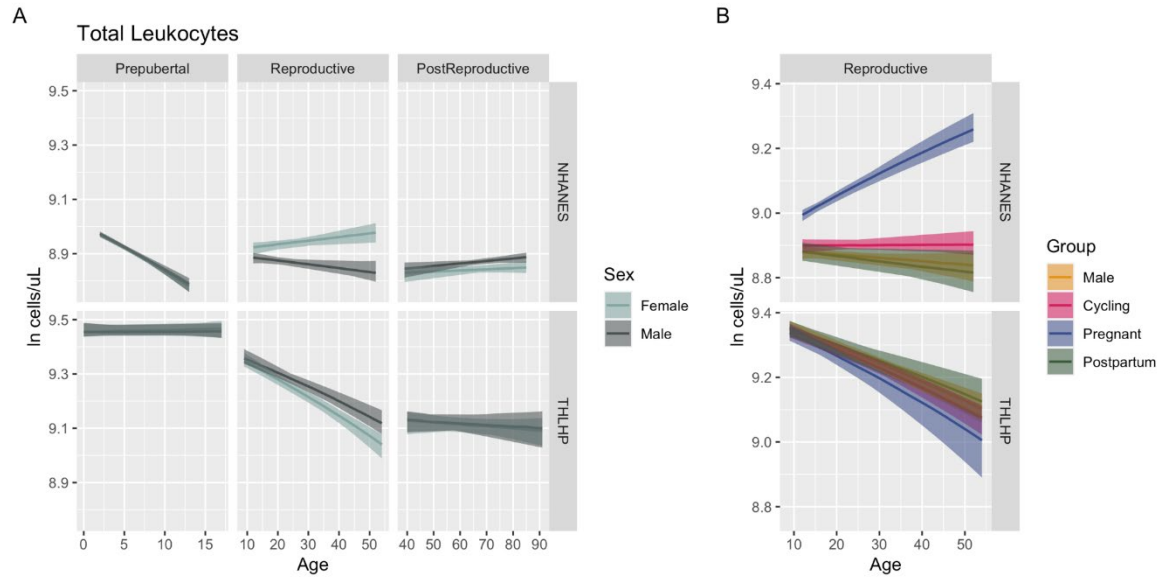 A
Total Leukocytes
Prepubertal
Reproductive
PostReproductive
9.5
9.3
9.1
8.9
NHANES
9.5
9.3
9.1
8.9
THLHP
ln cells/uL
0 5 10 15
10 20 30 40 50
40 50 60 70 80 90
Age
Sex
Female
Male
B
Reproductive
9.4
9.2
9.0
8.8
NHANES
9.4
9.2
9.0
8.8
THLHP
ln cells/uL
10 20 30 40 50
Age
Group
Male
Cycling
Pregnant
Postpartum